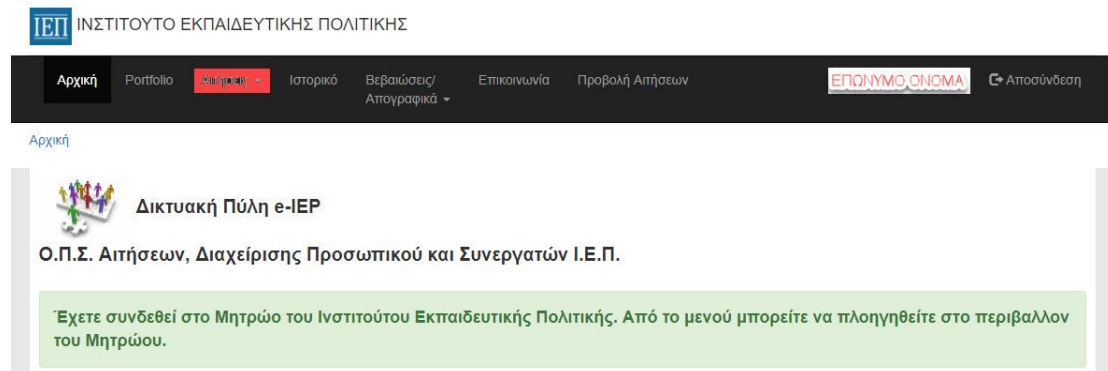 ΙΕΠ ΙΝΣΤΙΤΟΥΤΟ ΕΚΠΑΙΔΕΥΤΙΚΗΣ ΠΟΛΙΤΙΚΗΣ
Αρχική Portfolio Αιτήσεις Ιστορικό Βεβαιώσεις/ Επικοινωνία Προβολή Αιτήσεων ΕΠΩΝΥΜΟ ΟΝΟΜΑ Αποσύνδεση
Απογραφικά
Αρχική
Δικτυακή Πύλη e-IEP
Ο.Π.Σ. Αιτήσεων, Διαχείρισης Προσωπικού και Συνεργατών Ι.Ε.Π.
Έχετε συνδεθεί στο Μητρώο του Ινστιτούτου Εκπαιδευτικής Πολιτικής. Από το μενού μπορείτε να πλοηγηθείτε στο περιβαλλον
του Μητρώου.